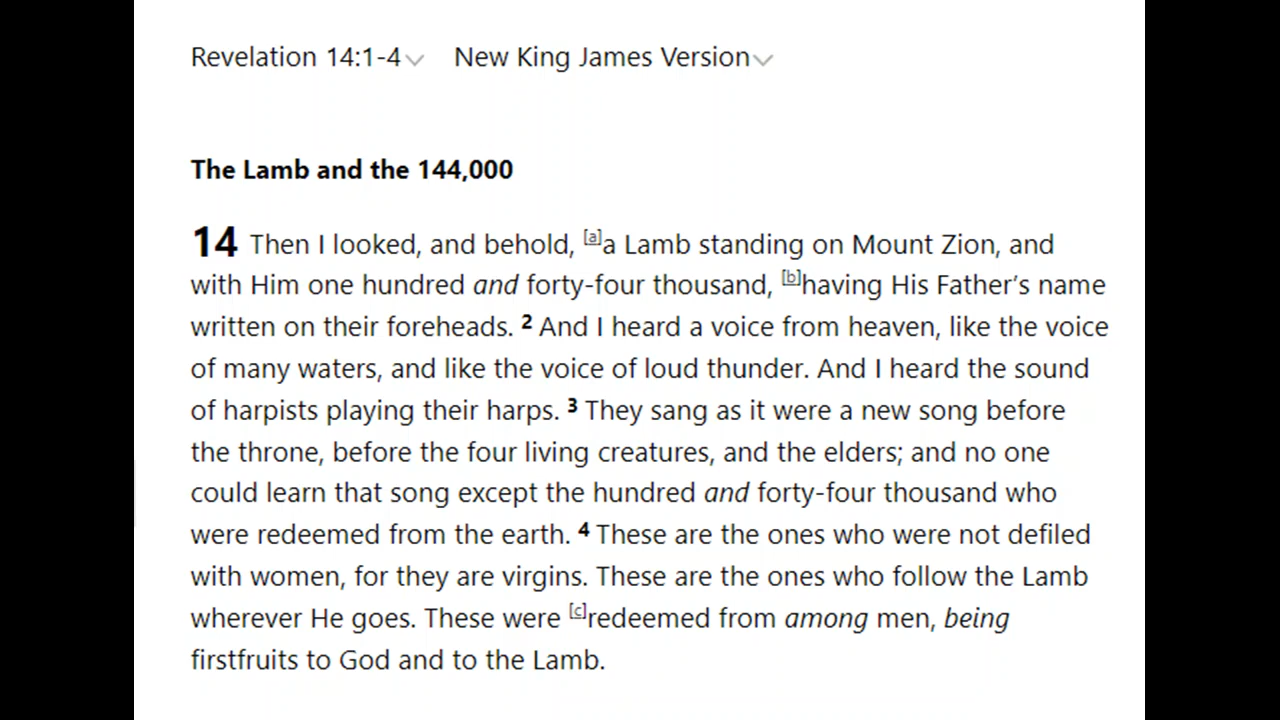 Revelation 14:1-4 New King James Version
The Lamb and the 144,000
14 Then I looked, and behold, [a]a Lamb standing on Mount Zion, and
with Him one hundred and forty-four thousand, [b]having His Father’s name
written on their foreheads. 2 And I heard a voice from heaven, like the voice
of many waters, and like the voice of loud thunder. And I heard the sound
of harpists playing their harps. 3 They sang as it were a new song before
the throne, before the four living creatures, and the elders; and no one
could learn that song except the hundred and forty-four thousand who
were redeemed from the earth. 4 These are the ones who were not defiled
with women, for they are virgins. These are the ones who follow the Lamb
wherever He goes. These were [c]redeemed from among men, being
firstfruits to God and to the Lamb.